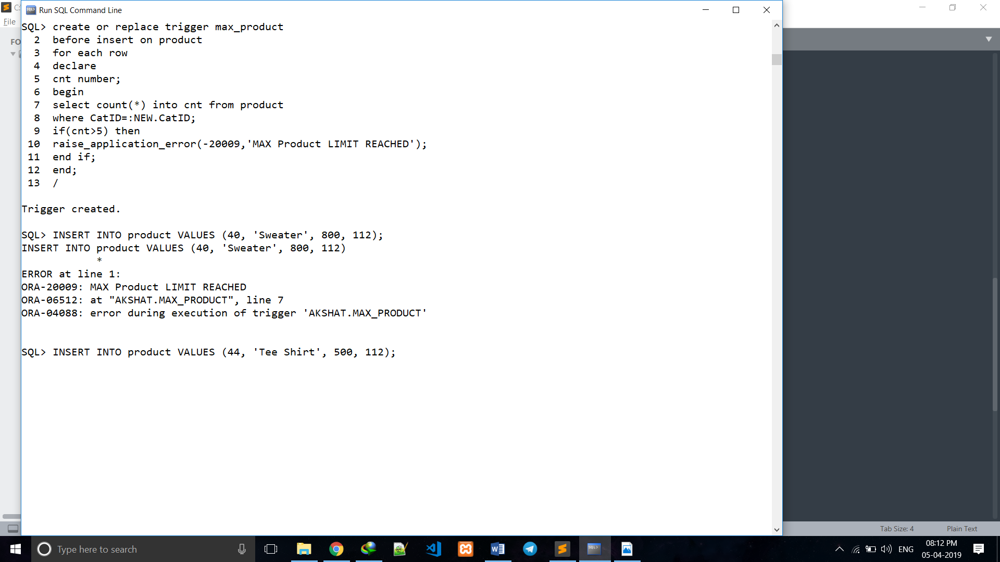 C:
Run SQL Command Line
File
FO
SQL> create or replace trigger max_product
2 before insert on product
3 for each row
4 declare
5 cnt number;
6 begin
7 select count(*) into cnt from product
8 where CatID=:NEW.CatID;
9 if(cnt>5) then
10 raise_application_error(-20009,'MAX Product LIMIT REACHED');
11 end if;
12 end;
13 /
Trigger created.
SQL> INSERT INTO product VALUES (40, 'Sweater', 800, 112);
INSERT INTO product VALUES (40, 'Sweater', 800, 112)
*
ERROR at line 1:
ORA-20009: MAX Product LIMIT REACHED
ORA-06512: at "AKSHAT.MAX_PRODUCT", line 7
ORA-04088: error during execution of trigger 'AKSHAT.MAX_PRODUCT'
SQL> INSERT INTO product VALUES (44, 'Tee Shirt', 500, 112);
Tab Size: 4 Plain Text
Type here to search
ENG
08:12 PM
05-04-2019